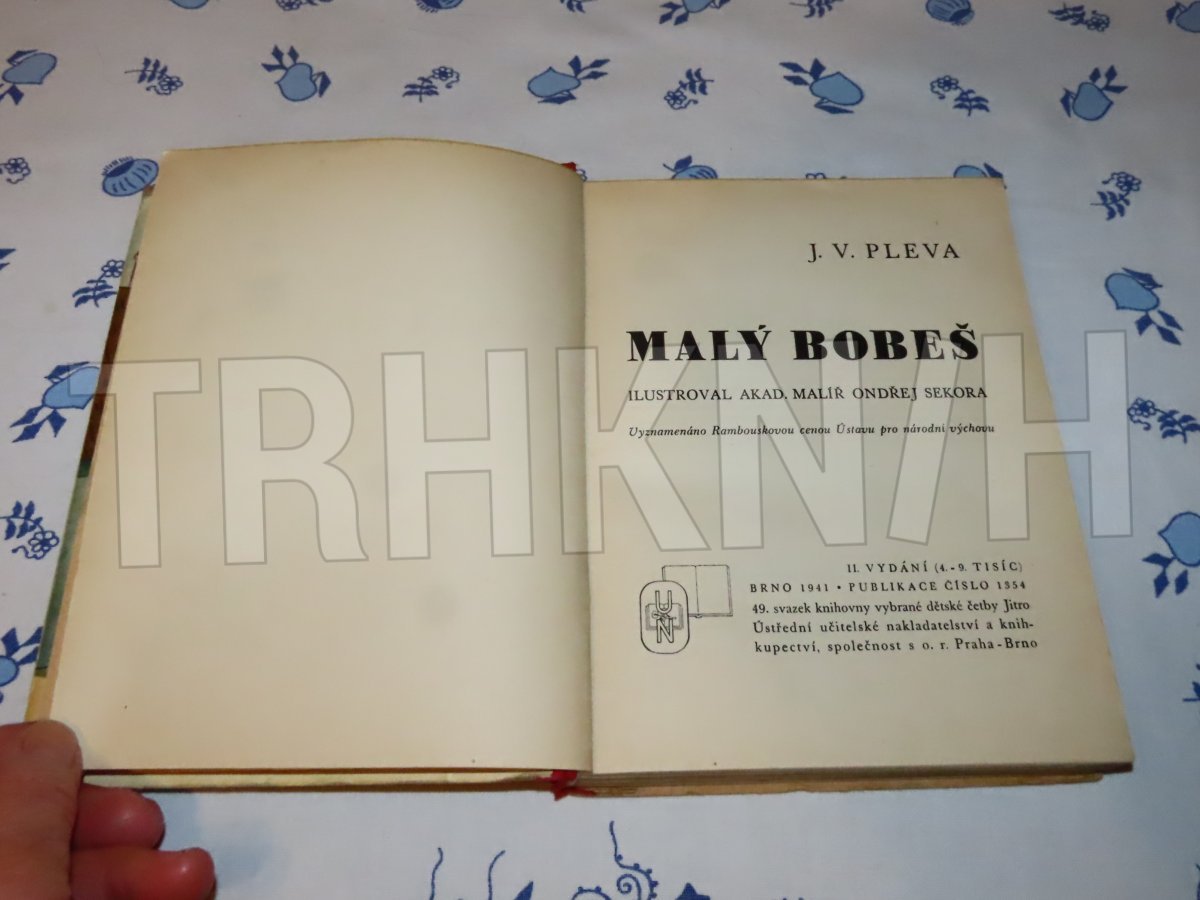 J. V. PLEVA
MALÝ BOBEŠ
ILUSTROVAL AKAD. MALÍŘ ONDŘEJ SEKORA
Vyznamenáno Rambouskovou cenou Ústavu pro národní výchovu
II. VYDÁNÍ (4.-9. TISÍC)
BRNO 1941 • PUBLIKACE ČÍSLO 1354
49. svazek knihovny vybrané dětské četby Jitro
Ústřední učitelské nakladatelství a knih-
kupectví, společnost s o. r. Praha-Brno
TRHKNIH